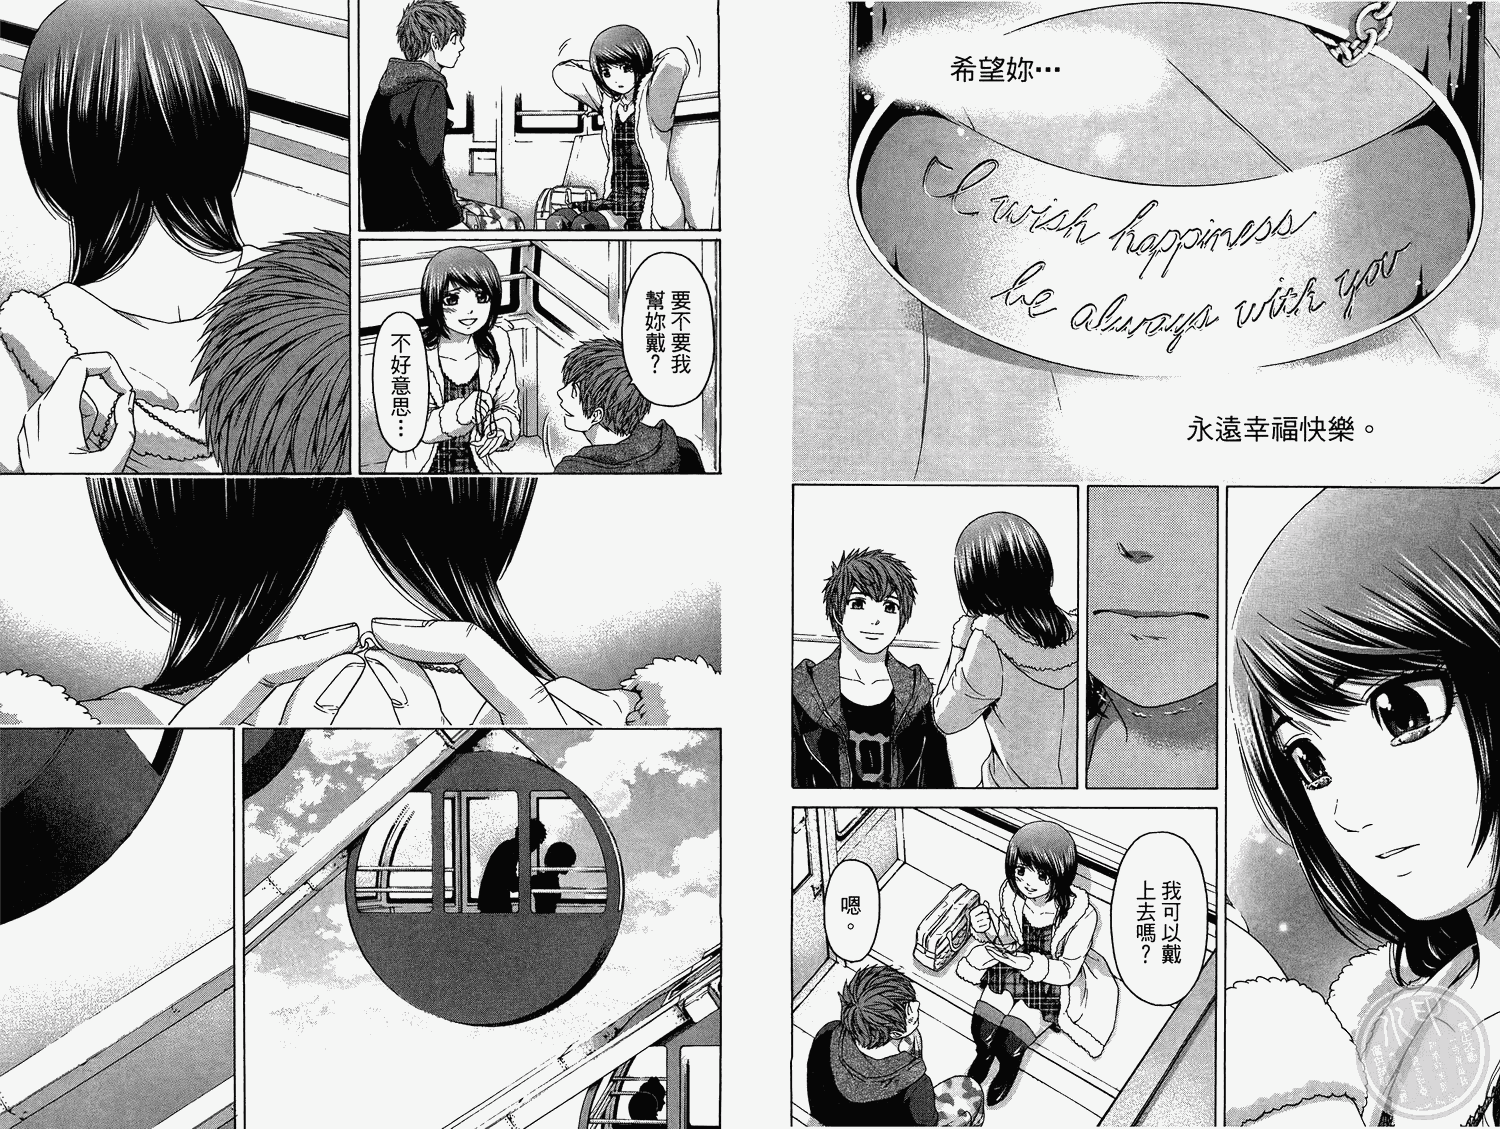 希望妳…
I wish happiness
be always with you
永遠幸福快樂。
我可以戴
上去嗎？
嗯。
要不要我
幫妳戴？
不好意思…